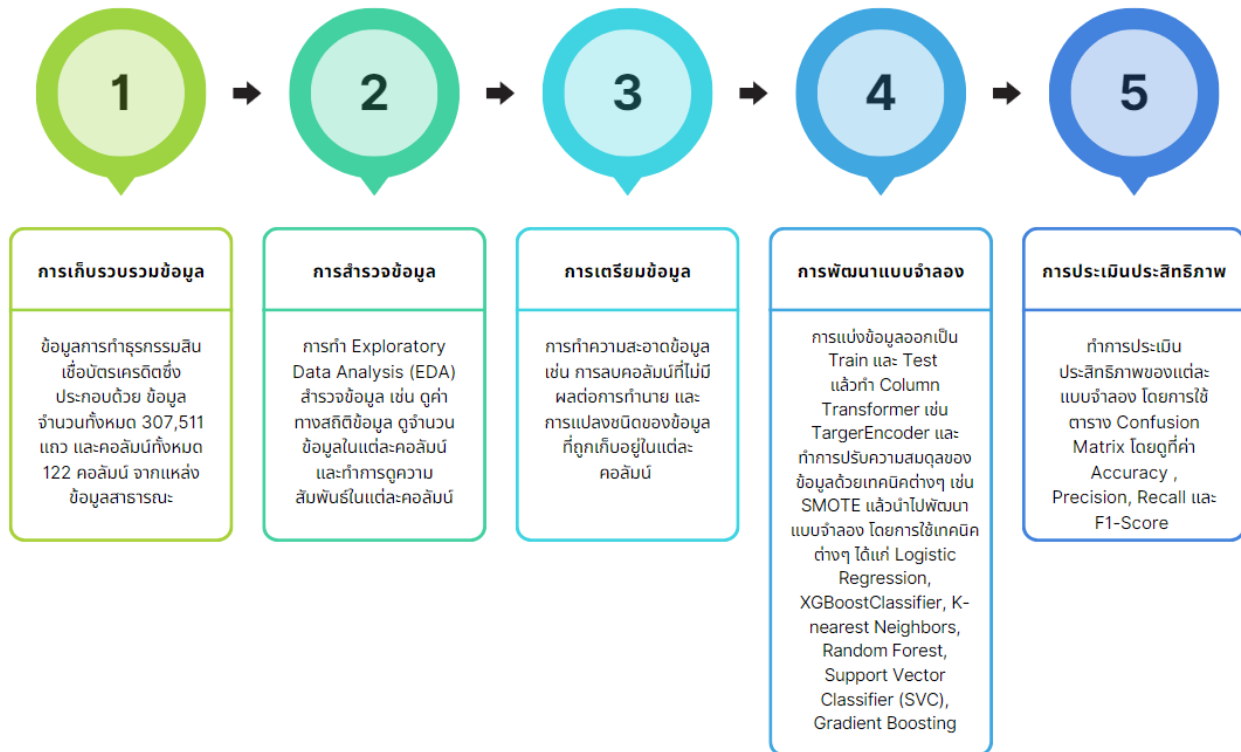 1
2
3
4
5
การเก็บรวบรวมข้อมูล
ข้อมูลการทำธุรกรรมสิน
เชื่อบัตรเครดิตซึ่ง
ประกอบด้วย ข้อมูล
จำนวนทั้งหมด 307,511
แถว และคอลัมน์ทั้งหมด
122 คอลัมน์ จากแหล่ง
ข้อมูลสาธารณะ
การสำรวจข้อมูล
การทำ Exploratory
Data Analysis (EDA)
สำรวจข้อมูล เช่น ดูค่า
ทางสถิติข้อมูล ดูจำนวน
ข้อมูลในแต่ละคอลัมน์
และทำการดูความ
สัมพันธ์ในแต่ละคอลัมน์
การเตรียมข้อมูล
การทำความสะอาดข้อมูล
เช่น การลบคอลัมน์ที่ไม่มี
ผลต่อการทำนาย และ
การแปลงชนิดของข้อมูล
ที่ถูกเก็บอยู่ในแต่ละ
คอลัมน์
การพัฒนาแบบจำลอง
การแบ่งข้อมูลออกเป็น
Train และ Test
แล้วทำ Column
Transformer เช่น
TargerEncoder และ
ทำการปรับความสมดุลของ
ข้อมูลด้วยเทคนิคต่างๆ เช่น
SMOTE แล้วนำไปพัฒนา
แบบจำลอง โดยการใช้เทคนิค
ต่างๆ ได้แก่ Logistic
Regression,
XGBoostClassifier, K-
nearest Neighbors,
Random Forest,
Support Vector
Classifier (SVC),
Gradient Boosting
การประเมินประสิทธิภาพ
ทำการประเมิน
ประสิทธิภาพของแต่ละ
แบบจำลอง โดยการใช้
ตาราง Confusion
Matrix โดยดูที่ค่า
Accuracy ,
Precision, Recall และ
F1-Score